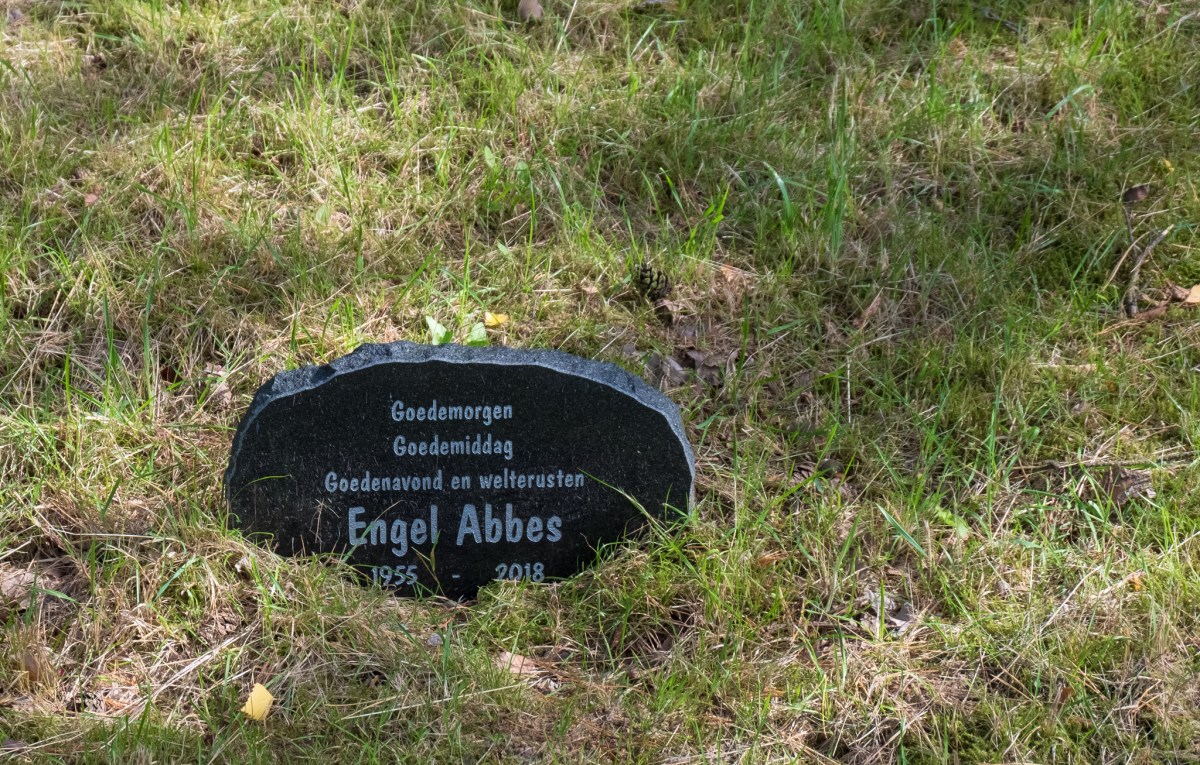 Goedemorgen
Goedemiddag
Goedenavond en welterusten
Engel Abbes
1955 - 2018